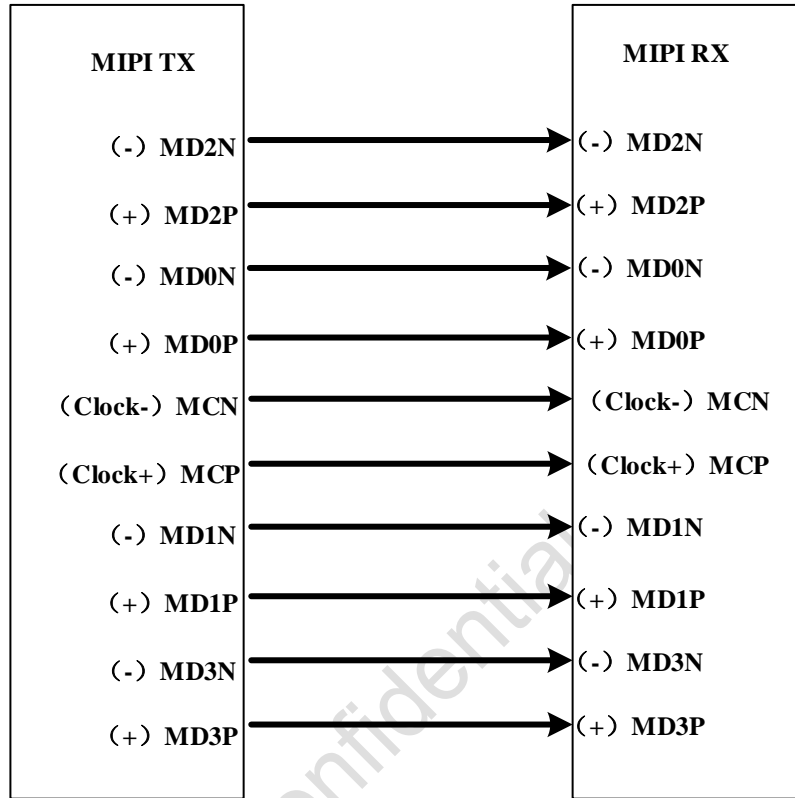 MIPI TX
MIPI RX
（-）MD2N
（-）MD2N
（+）MD2P
（+）MD2P
（-）MD0N
（-）MD0N
（+）MD0P
（+）MD0P
（Clock-）MCN
（Clock-）MCN
（Clock+）MCP
（Clock+）MCP
（-）MD1N
（-）MD1N
（+）MD1P
（+）MD1P
（-）MD3N
（-）MD3N
（+）MD3P
（+）MD3P